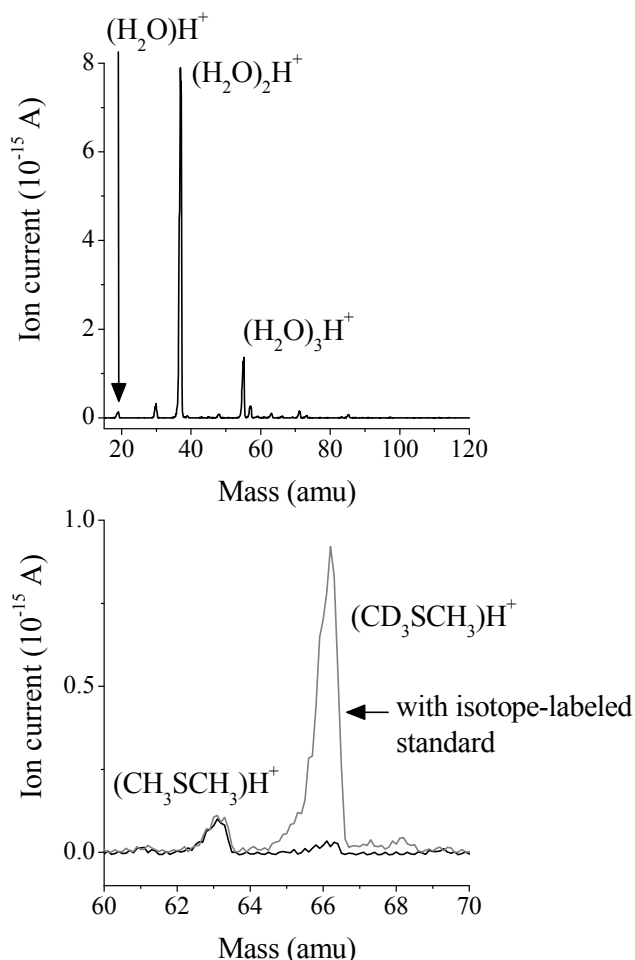 (H₂O)H⁺
(H₂O)₂H⁺
8
6
4
2
0
Ion current (10⁻¹⁵ A)
(H₂O)₃H⁺
20 40 60 80 100 120
Mass (amu)
1.0
0.5
0.0
Ion current (10⁻¹⁵ A)
(CD₃SCH₃)H⁺
with isotope-labeled
standard
(CH₃SCH₃)H⁺
60 62 64 66 68 70
Mass (amu)